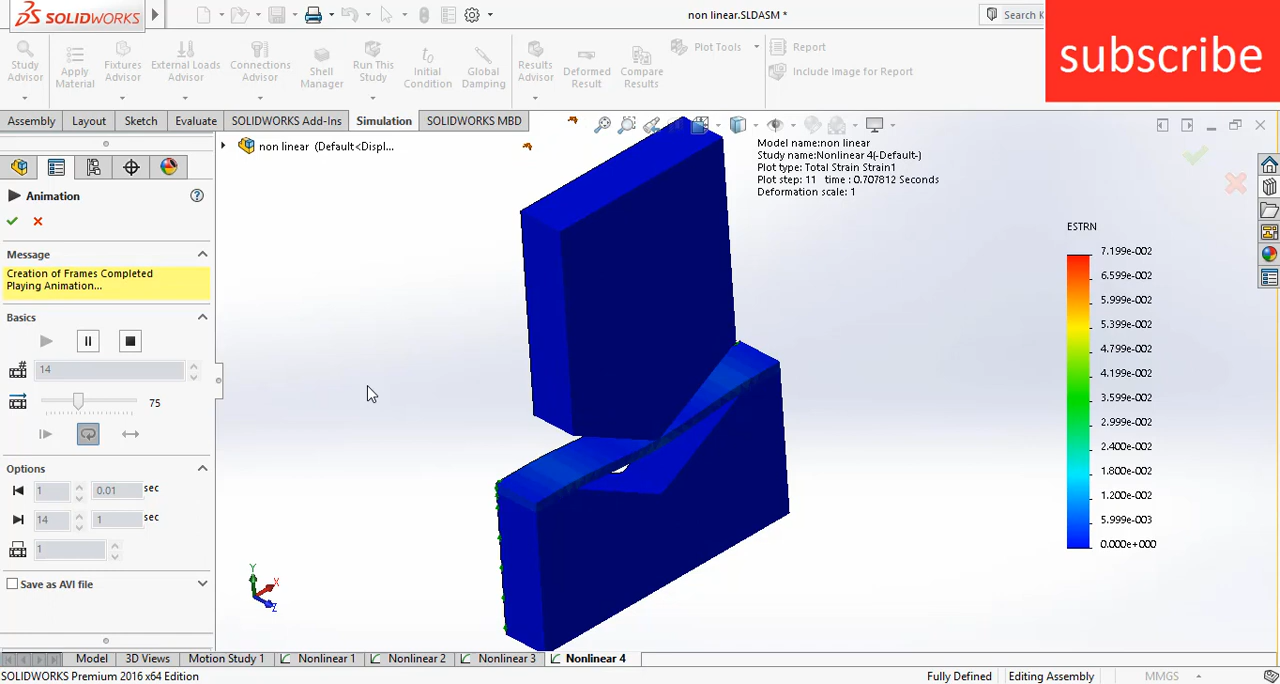 SOLIDWORKS
non linear.SLDASM *
Search K
subscribe
Study Advisor
Apply Material
Fixtures Advisor
External Loads Advisor
Connections Advisor
Shell Manager
Run This Study
Initial Condition
Global Damping
Results Advisor
Deformed Result
Compare Results
Plot Tools
Report
Include Image for Report
Assembly
Layout
Sketch
Evaluate
SOLIDWORKS Add-Ins
Simulation
SOLIDWORKS MBD
non linear (Default<Displ...
Model name:non linear
Study name:Nonlinear 4(-Default-)
Plot type: Total Strain Strain1
Plot step: 11 time : 0.707812 Seconds
Deformation scale: 1
Animation
Message
Creation of Frames Completed
Playing Animation...
Basics
14
75
Options
1
0.01
sec
14
1
sec
1
Save as AVI file
ESTRN
7.199e-002
6.599e-002
5.999e-002
5.399e-002
4.799e-002
4.199e-002
3.599e-002
2.999e-002
2.400e-002
1.800e-002
1.200e-002
5.999e-003
0.000e+000
Y
X
Z
Model
3D Views
Motion Study 1
Nonlinear 1
Nonlinear 2
Nonlinear 3
Nonlinear 4
SOLIDWORKS Premium 2016 x64 Edition
Fully Defined
Editing Assembly
MMGS